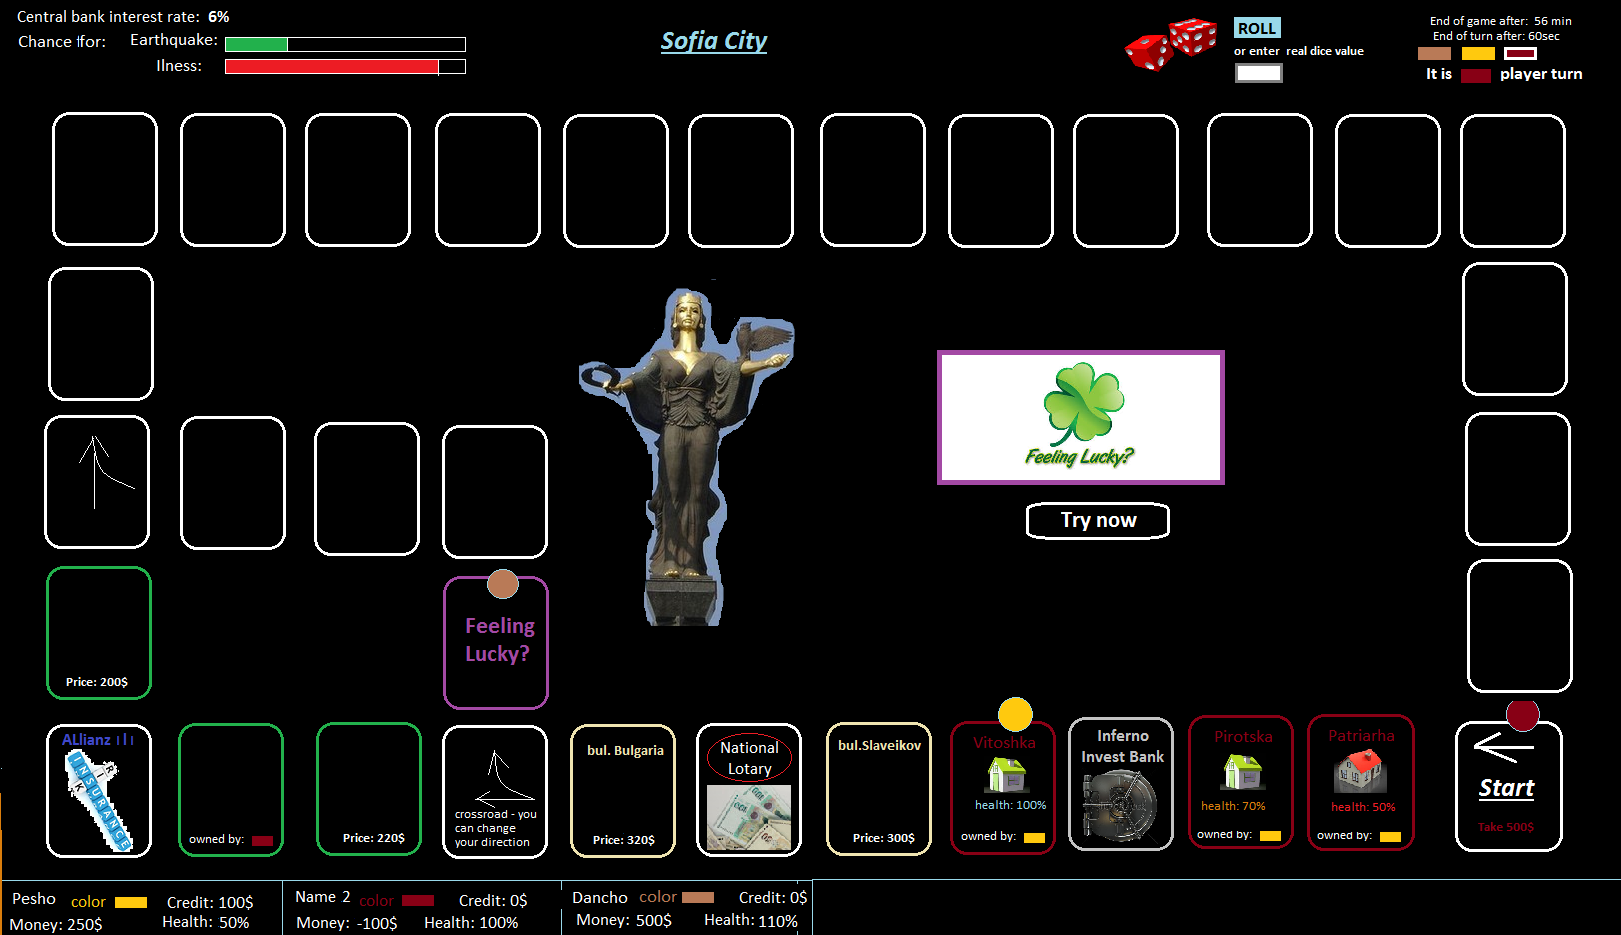 Central bank interest rate: 6%
Chance for:
Earthquake:
Ilness:
Sofia City
ROLL
or enter real dice value
End of game after: 56 min
End of turn after: 60sec
It is player turn
Feeling Lucky?
Try now
Price: 200$
Feeling
Lucky?
ALlianz
INSURANCE
RISK
owned by:
Price: 220$
crossroad - you
can change
your direction
bul. Bulgaria
Price: 320$
National
Lotary
bul.Slaveikov
Price: 300$
Vitoshka
health: 100%
owned by:
Inferno
Invest Bank
Pirotska
health: 70%
owned by:
Patriarha
health: 50%
owned by:
Start
Take 500$
Pesho color Credit: 100$
Money: 250$ Health: 50%
Name 2 color Credit: 0$
Money: -100$ Health: 100%
Dancho color Credit: 0$
Money: 500$ Health: 110%